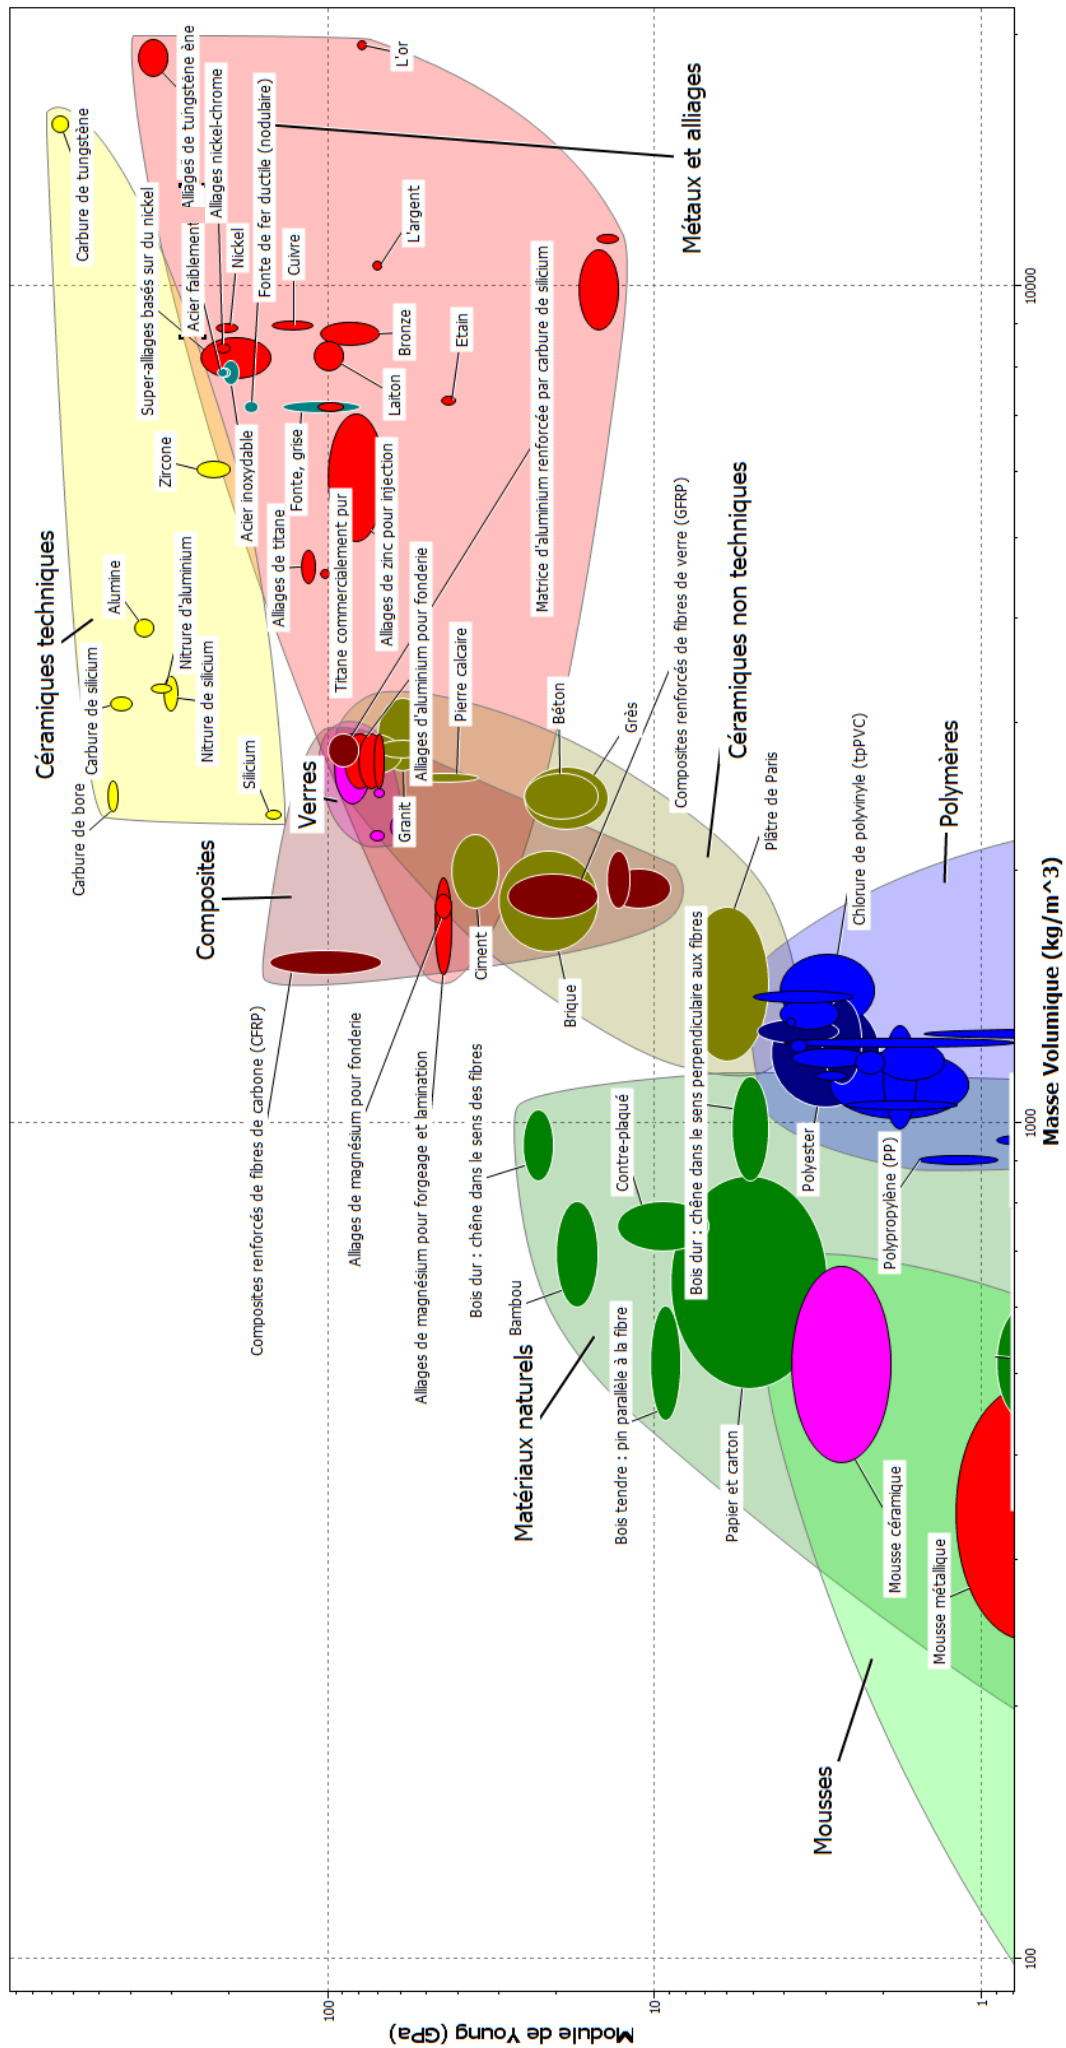 Module de Young (GPa)
100
10
1
Céramiques techniques
Carbure de bore
Carbure de silicium
Alumine
Carbure de tungstène
Super-alliages basés sur du nickel
Zircone
Nitrure d'aluminium
Acier faiblement
Alliages de tungstène ène
Composites
Nitrure de silicium
Alliages nickel-chrome
Nickel
Silicium
Acier inoxydable
Composites renforcés de fibres de carbone (CFRP)
Fonte de fer ductile (nodulaire)
Alliages de titane
Fonte, grise
Cuivre
Verres
Titane commercialement pur
Alliages de magnésium pour fonderie
Alliages de zinc pour injection
Laiton
Granit
Bronze
L'or
L'argent
Alliages de magnésium pour forgeage et lamination
Alliages d'aluminium pour fonderie
Pierre calcaire
Etain
Bois dur : chêne dans le sens des fibres
Ciment
Bambou
Matériaux naturels
Matrice d'aluminium renforcée par carbure de silicium
Béton
Brique
Bois tendre : pin parallèle à la fibre
Contre-plaqué
Grès
Composites renforcés de fibres de verre (GFRP)
Métaux et alliages
Bois dur : chêne dans le sens perpendiculaire aux fibres
Papier et carton
Céramiques non techniques
Plâtre de Paris
Polyester
Mousses
Chlorure de polyvinyle (tpPVC)
Polypropylène (PP)
Mousse céramique
Mousse métallique
Polymères
100
1000
10000
Masse Volumique (kg/m^3)